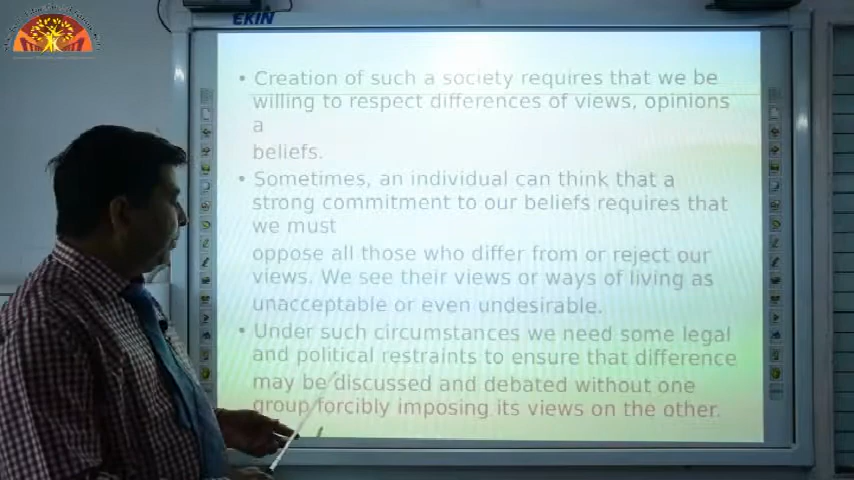 EKIN
• Creation of such a society requires that we be
willing to respect differences of views, opinions
a
beliefs.
• Sometimes, an individual can think that a
strong commitment to our beliefs requires that
we must
oppose all those who differ from or reject our
views. We see their views or ways of living as
unacceptable or even undesirable.
• Under such circumstances we need some legal
and political restraints to ensure that difference
may be discussed and debated without one
group forcibly imposing its views on the other.